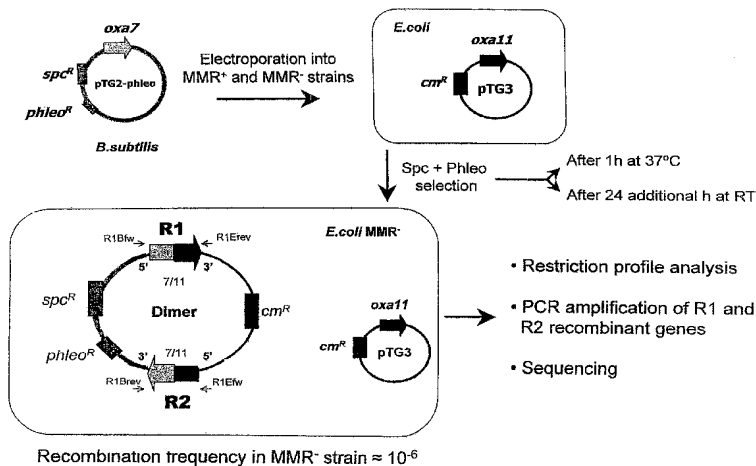 oxa7
spcR
pTG2-phleo
phleoR
B.subtilis
Electroporation into
MMR+ and MMR- strains
E.coli
oxa11
cmR
pTG3
Spc + Phleo
selection
After 1h at 37ºC
After 24 additional h at RT
E.coli MMR-
R1
R1Bfw
R1Erev
5'
3'
7/11
spcR
Dimer
cmR
phleoR
3'
7/11
5'
R1Brev
R1Efw
R2
oxa11
cmR
pTG3
• Restriction profile analysis
• PCR amplification of R1 and
R2 recombinant genes
• Sequencing
Recombination frequency in MMR- strain ≈ 10-6